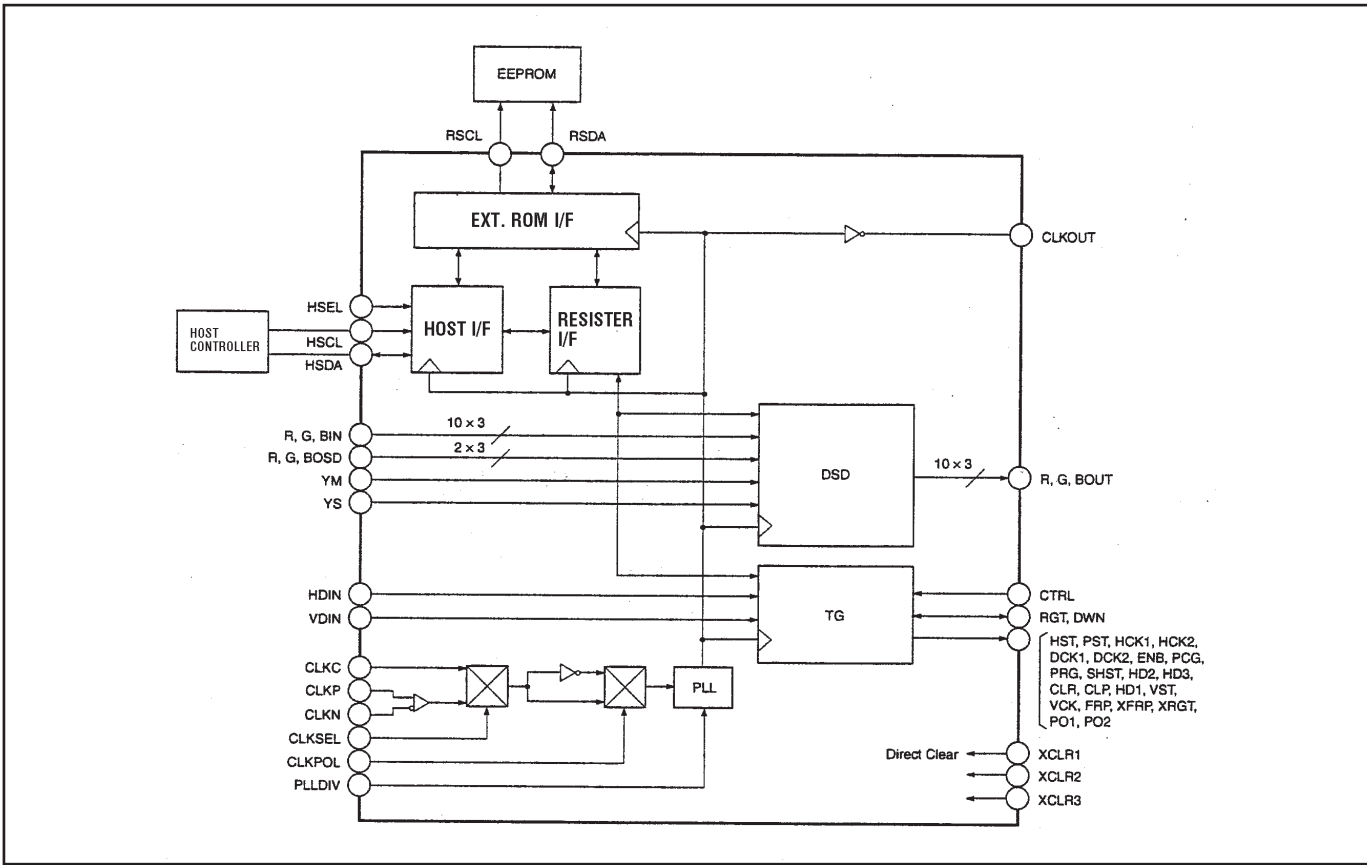 EEPROM
RSCL
RSDA
EXT. ROM I/F
CLKOUT
HSEL
HOST
CONTROLLER
HSCL
HSDA
HOST I/F
RESISTER
I/F
R, G, BIN
10 × 3
R, G, BOSD
2 × 3
YM
YS
DSD
10 × 3
R, G, BOUT
HDIN
VDIN
TG
CTRL
RGT, DWN
HST, PST, HCK1, HCK2,
DCK1, DCK2, ENB, PCG,
PRG, SHST, HD2, HD3,
CLR, CLP, HD1, VST,
VCK, FRP, XFRP, XRGT,
PO1, PO2
CLKC
CLKP
CLKN
CLKSEL
CLKPOL
PLLDIV
PLL
Direct Clear
XCLR1
XCLR2
XCLR3